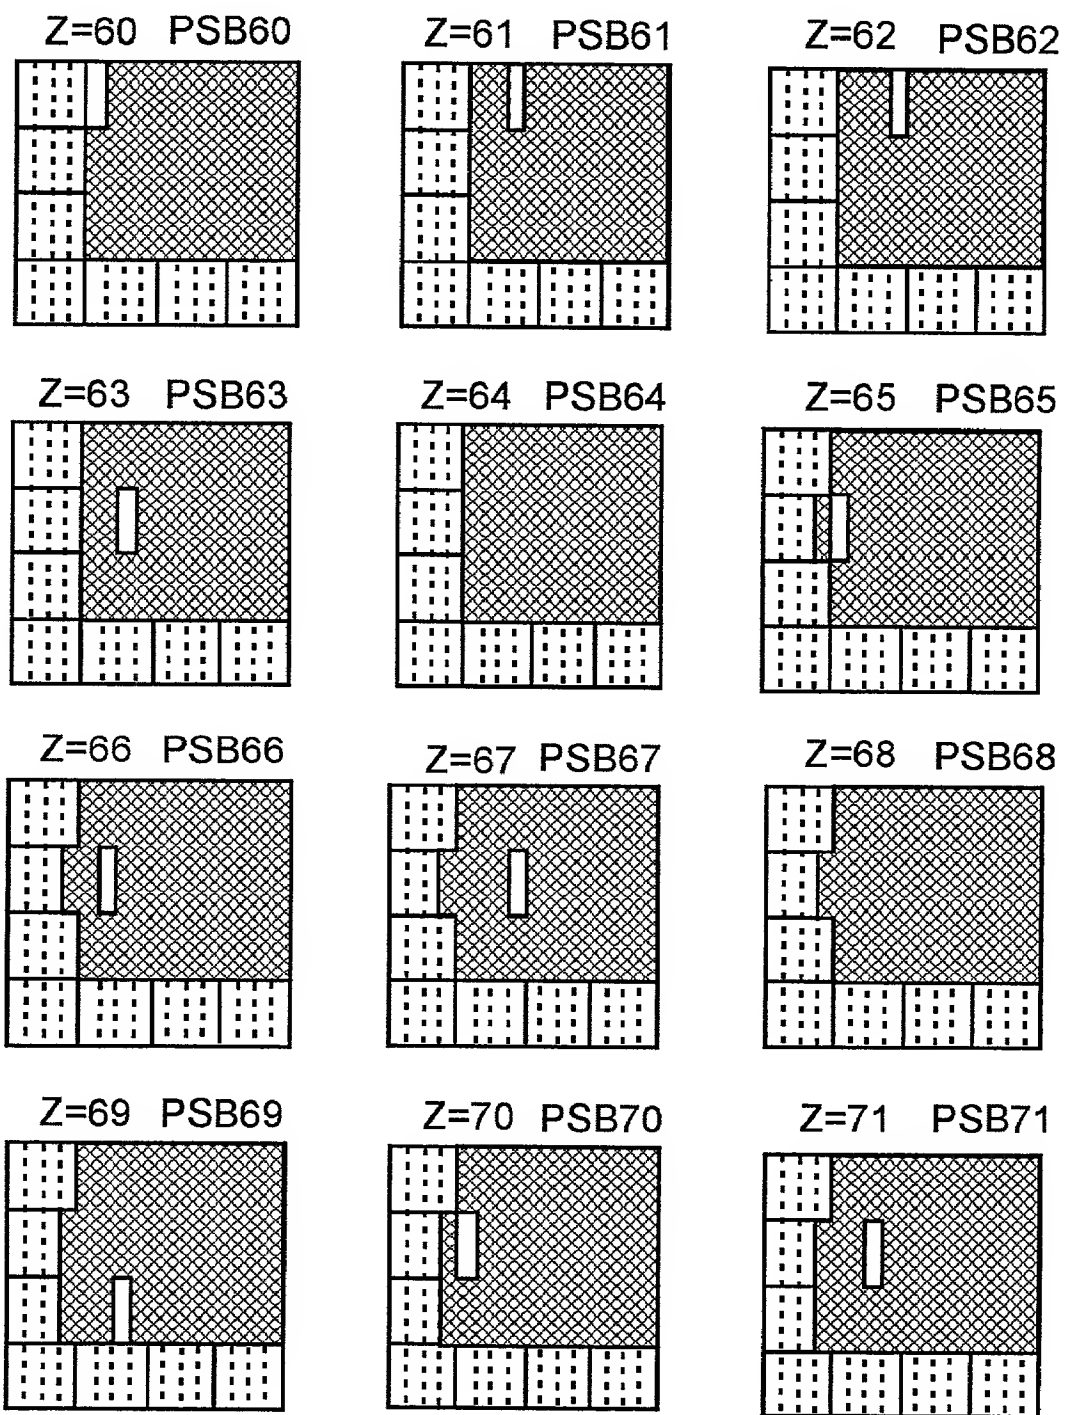 Z=60 PSB60
Z=61 PSB61
Z=62 PSB62
Z=63 PSB63
Z=64 PSB64
Z=65 PSB65
Z=66 PSB66
Z=67 PSB67
Z=68 PSB68
Z=69 PSB69
Z=70 PSB70
Z=71 PSB71